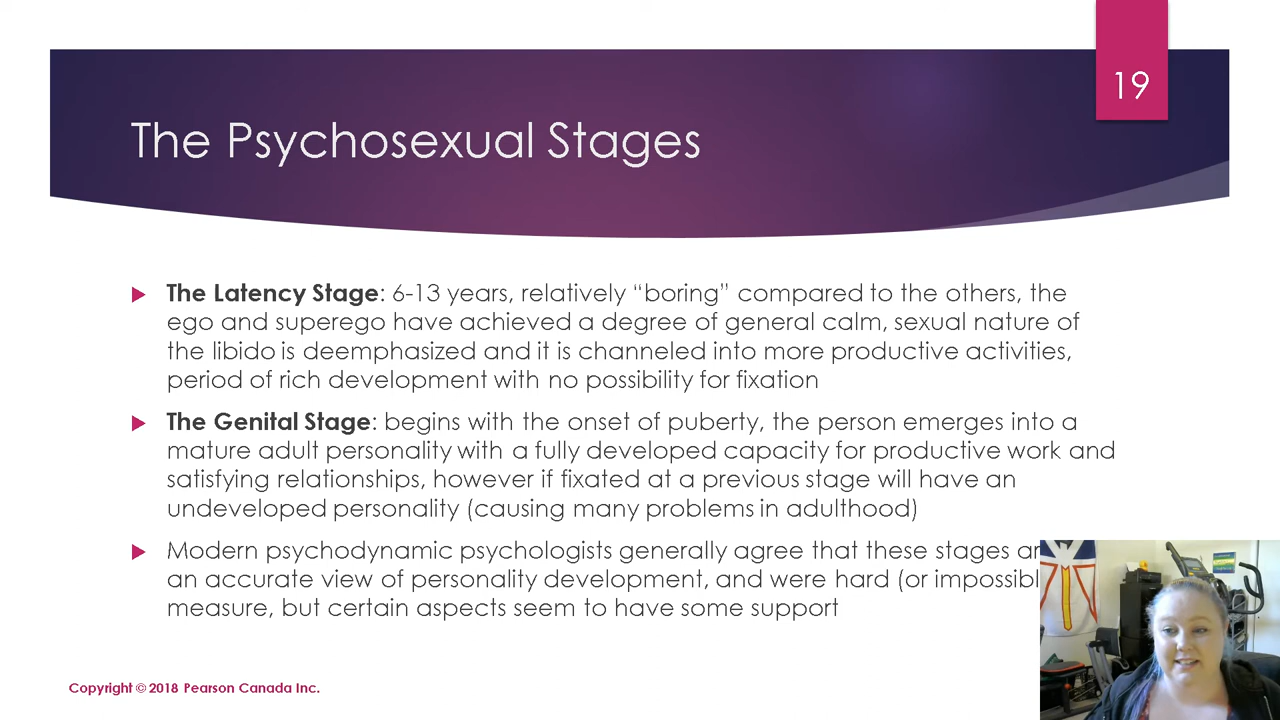 19
The Psychosexual Stages
The Latency Stage: 6-13 years, relatively “boring” compared to the others, the
ego and superego have achieved a degree of general calm, sexual nature of
the libido is deemphasized and it is channeled into more productive activities,
period of rich development with no possibility for fixation
The Genital Stage: begins with the onset of puberty, the person emerges into a
mature adult personality with a fully developed capacity for productive work and
satisfying relationships, however if fixated at a previous stage will have an
undeveloped personality (causing many problems in adulthood)
Modern psychodynamic psychologists generally agree that these stages
an accurate view of personality development, and were hard (or
measure, but certain aspects seem to have some support
Copyright © 2018 Pearson Canada Inc.